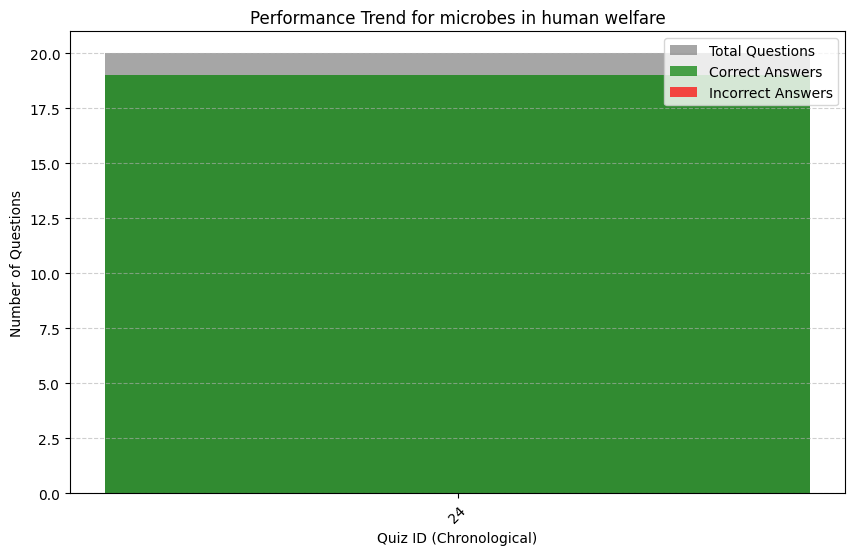 Performance Trend for microbes in human welfare
Total Questions
Correct Answers
Incorrect Answers
20.0
17.5
15.0
12.5
10.0
7.5
5.0
2.5
0.0
Number of Questions
24
Quiz ID (Chronological)